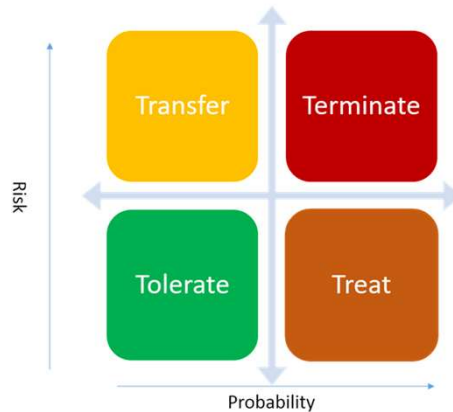 Transfer
Terminate
Risk
Tolerate
Treat
Probability